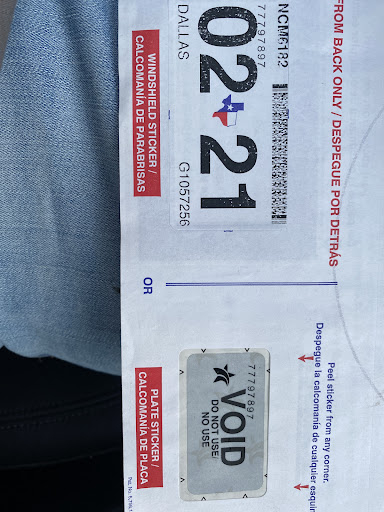 FROM BACK ONLY / DESPEGUE POR DETRÁS
NCM6182
77797897
02 21
DALLAS G1057256
WINDSHIELD STICKER /
CALCOMANÍA DE PARABRISAS
OR
Peel sticker from any corner.
Despegue la calcomanía de cualquier esqui
77797897
VOID
DO NOT USE/
NO USE
PLATE STICKER /
CALCOMANÍA DE PLACA